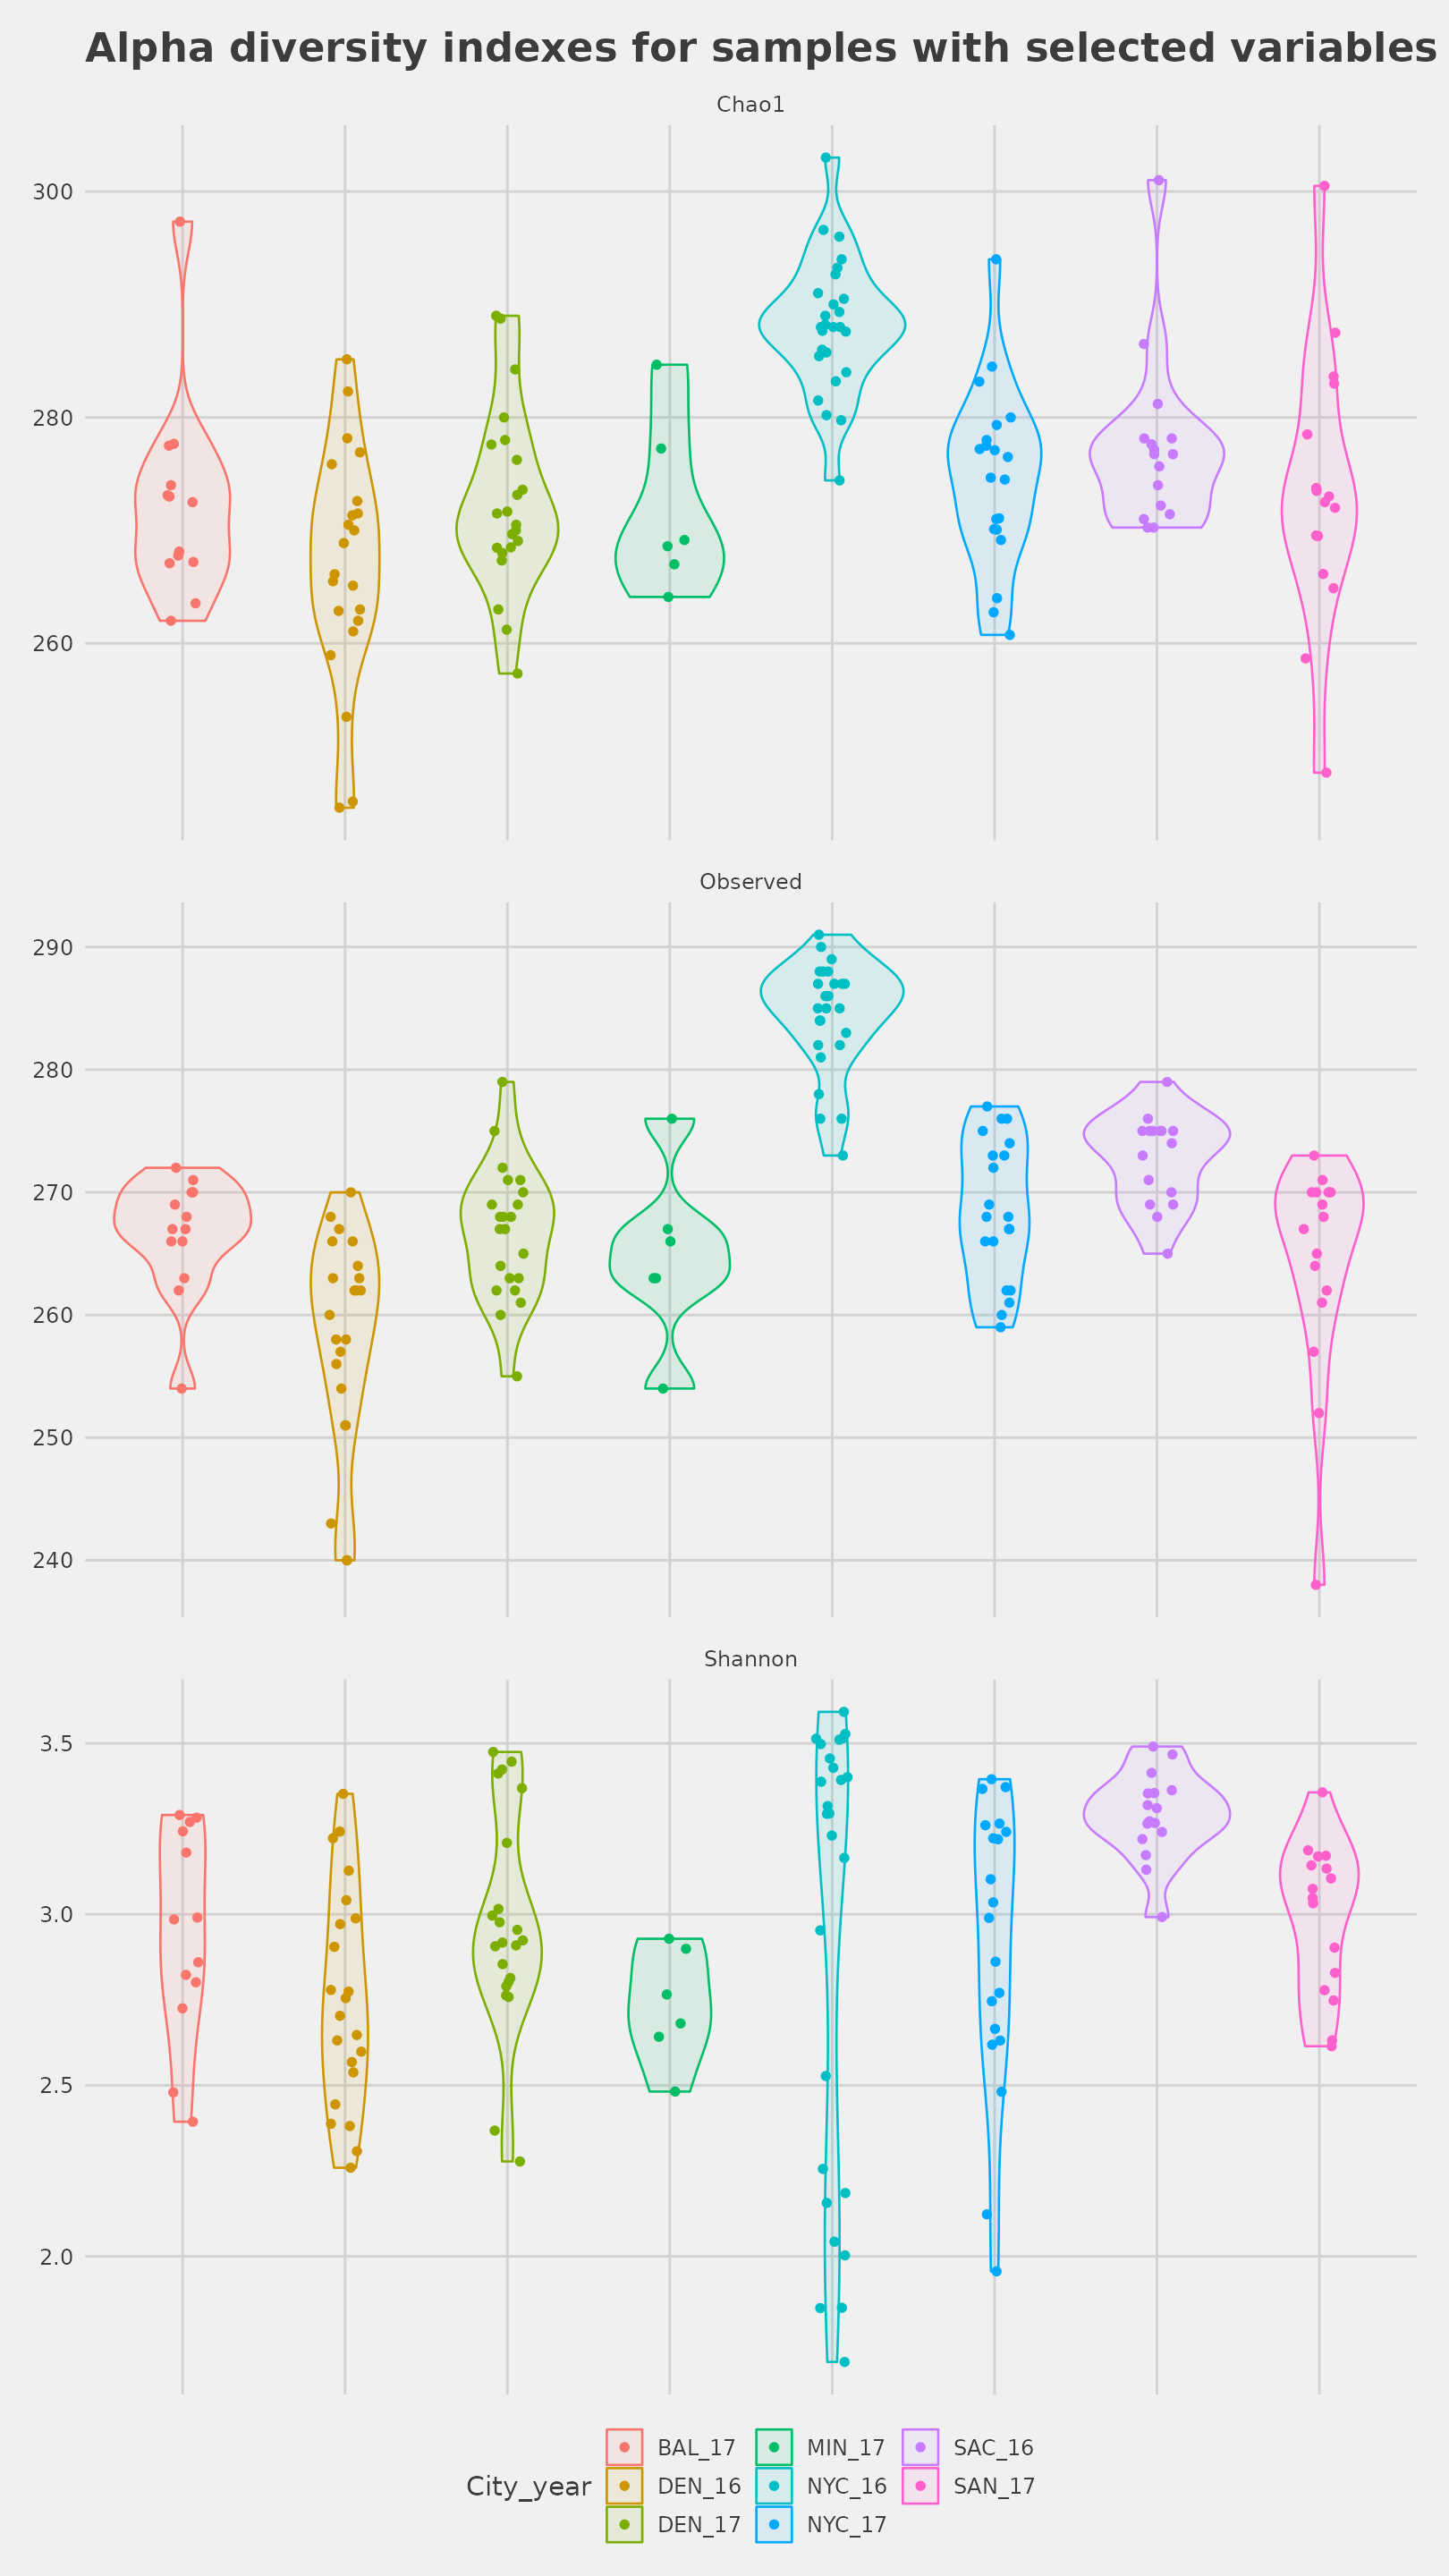 Alpha diversity indexes for samples with selected variables
Chao1
300
280
260
Observed
290
280
270
260
250
240
Shannon
3.5
3.0
2.5
2.0
City_year
BAL_17
DEN_16
DEN_17
MIN_17
NYC_16
NYC_17
SAC_16
SAN_17